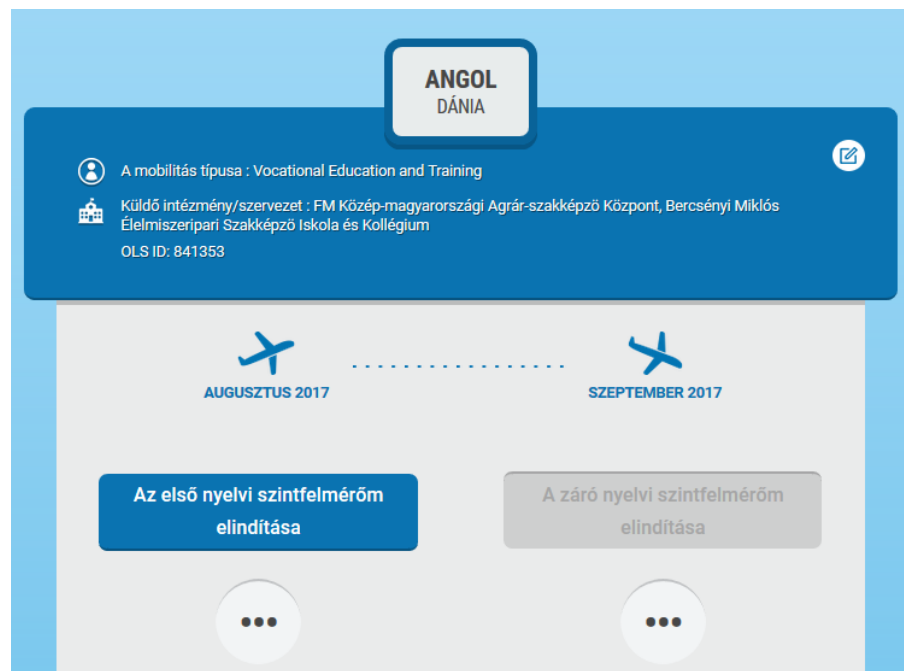 ANGOL
DÁNIA
A mobilitás típusa : Vocational Education and Training
Küldő intézmény/szervezet : FM Közép-magyarországi Agrár-szakképzö Központ, Bercsényi Miklós
Élelmiszeripari Szakképzö Iskola és Kollégium
OLS ID: 841353
AUGUSZTUS 2017
SZEPTEMBER 2017
Az első nyelvi szintfelmérőm
elindítása
A záró nyelvi szintfelmérőm
elindítása